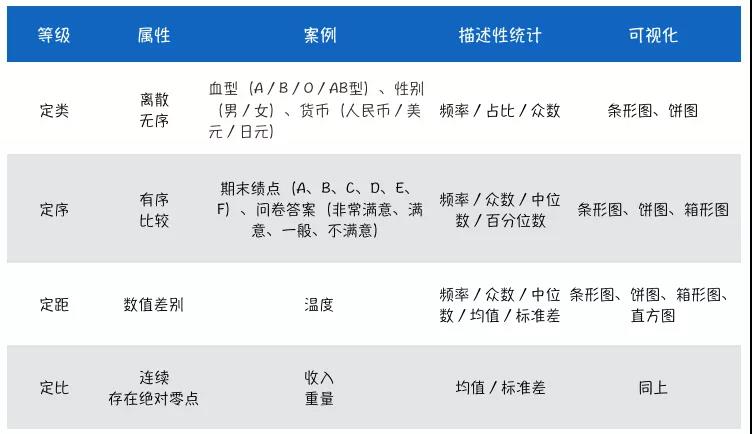 等级 属性 案例 描述性统计 可视化
定类 离散 无序 血型（A／B／O／AB型）、性别 （男／女）、货币（人民币／美 元／日元） 频率／占比／众数 条形图、饼图
定序 有序 比较 期末绩点（A、B、C、D、E、 F）、问卷答案（非常满意、满 意、一般、不满意） 频率／众数／中位 数／百分位数 条形图、饼图、箱形图
定距 数值差别 温度 频率／众数／中位 数／均值／标准差 条形图、饼图、箱形图、 直方图
定比 连续 存在绝对零点 收入 重量 均值／标准差 同上